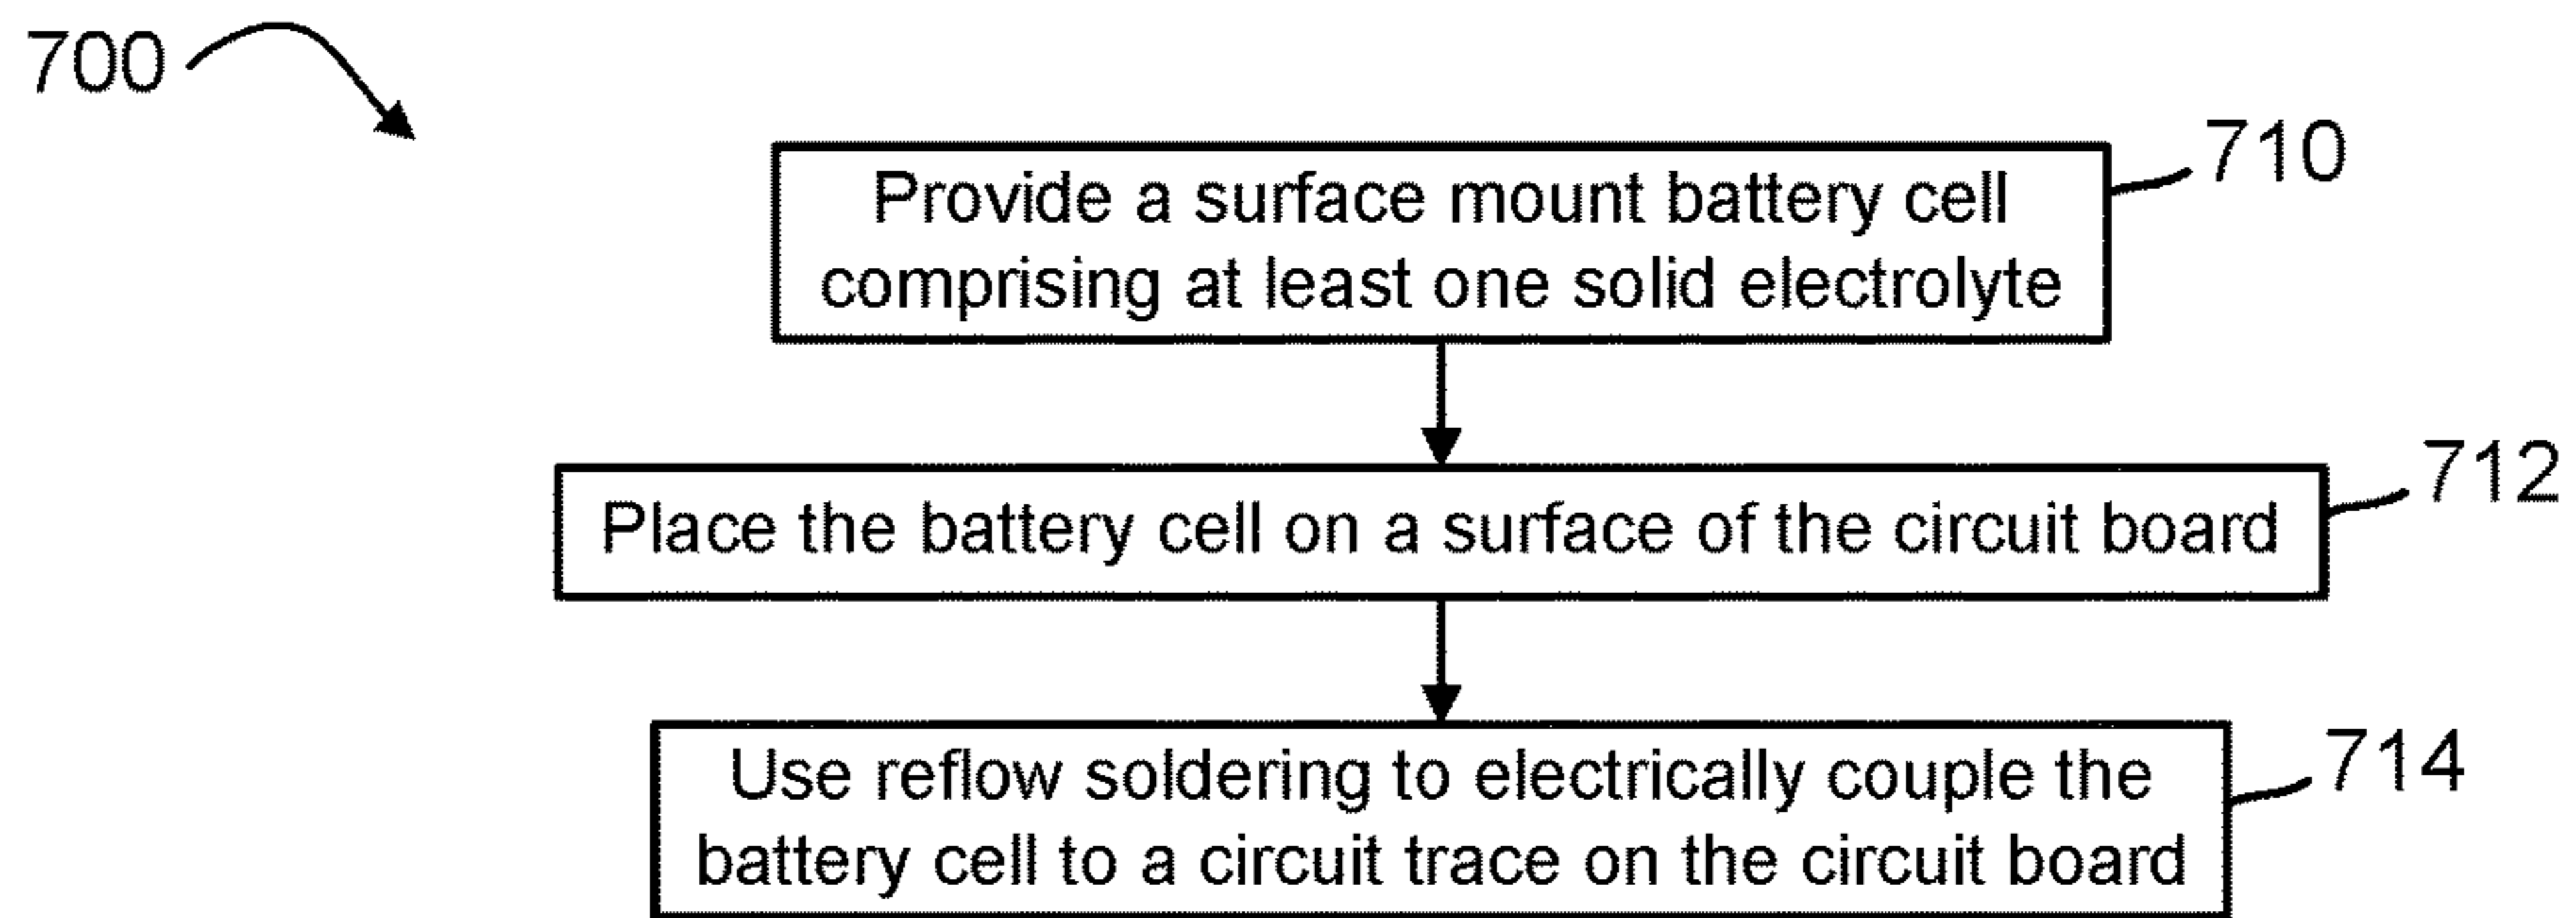 700
710
Provide a surface mount battery cell
comprising at least one solid electrolyte
712
Place the battery cell on a surface of the circuit board
714
Use reflow soldering to electrically couple the
battery cell to a circuit trace on the circuit board